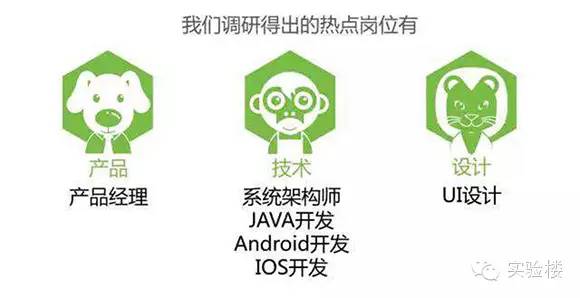 我们调研得出的热点岗位有
产品
产品经理
技术
系统架构师
JAVA开发
Android开发
IOS开发
设计
UI设计
实验楼